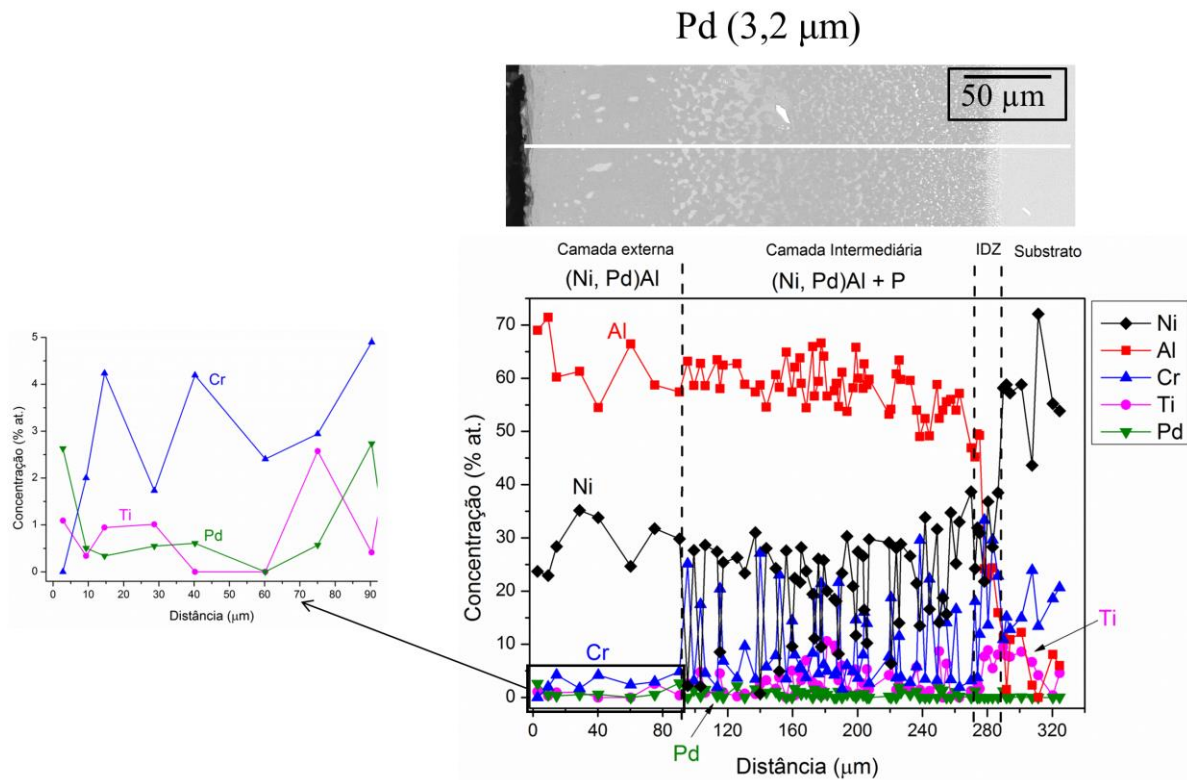 Pd (3,2 μm)
50 μm
Camada externa
Camada Intermediária
IDZ
Substrato
(Ni, Pd)Al
(Ni, Pd)Al + P
Concentração (% at.)
70
60
50
40
30
20
10
0
Al
Ni
Cr
Pd
Ti
0 40 80 120 160 200 240 280 320
Distância (μm)
Ni
Al
Cr
Ti
Pd
Concentração (% at.)
5
4
3
2
1
0
Cr
Ti
Pd
0 10 20 30 40 50 60 70 80 90
Distância (μm)